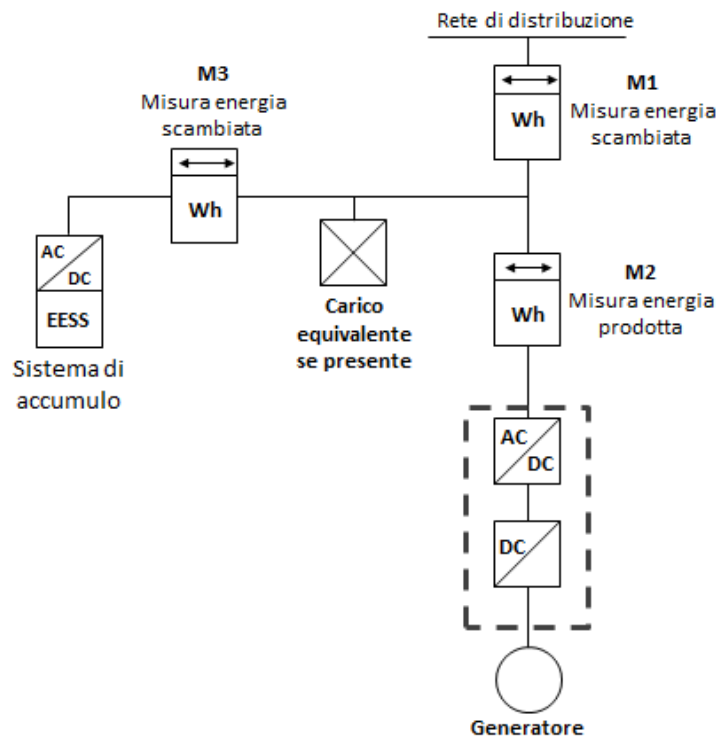 Rete di distribuzione
M3
Misura energia
scambiata
Wh
M1
Misura energia
scambiata
Wh
AC
DC
EESS
Sistema di
accumulo
Carico
equivalente
se presente
M2
Misura energia
prodotta
Wh
AC
DC
DC
Generatore